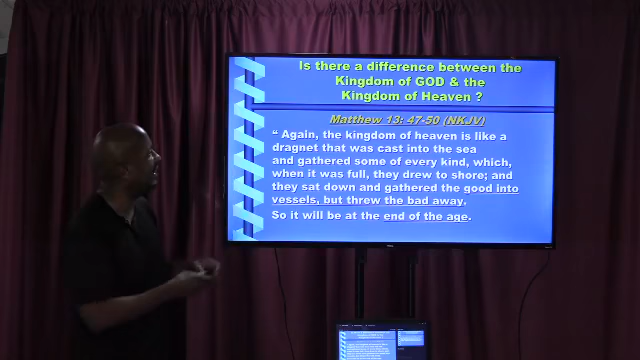 Is there a difference between the
Kingdom of GOD & the
Kingdom of Heaven ?
Matthew 13: 47-50 (NKJV)
“ Again, the kingdom of heaven is like a
dragnet that was cast into the sea
and gathered some of every kind, which,
when it was full, they drew to shore; and
they sat down and gathered the good into
vessels, but threw the bad away.
So it will be at the end of the age.